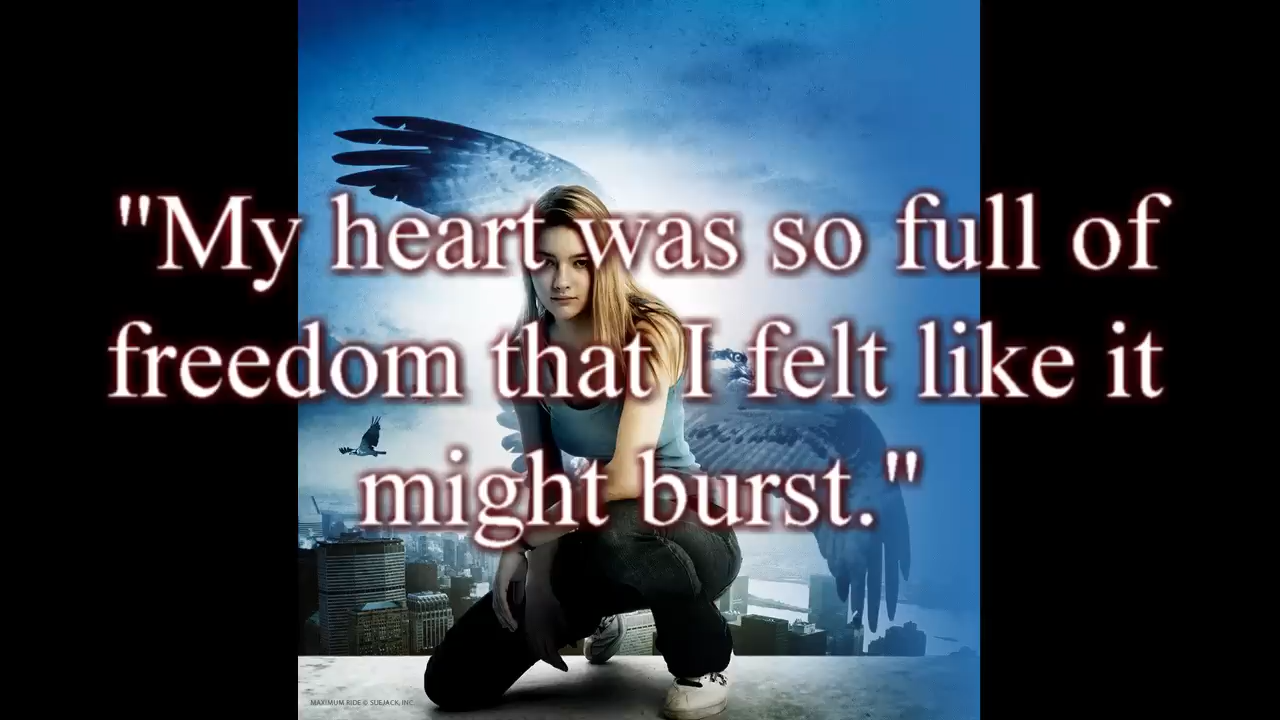 "My heart was so full of
freedom that I felt like it
might burst."
MAXIMUM RIDE © SUEJACK, INC.